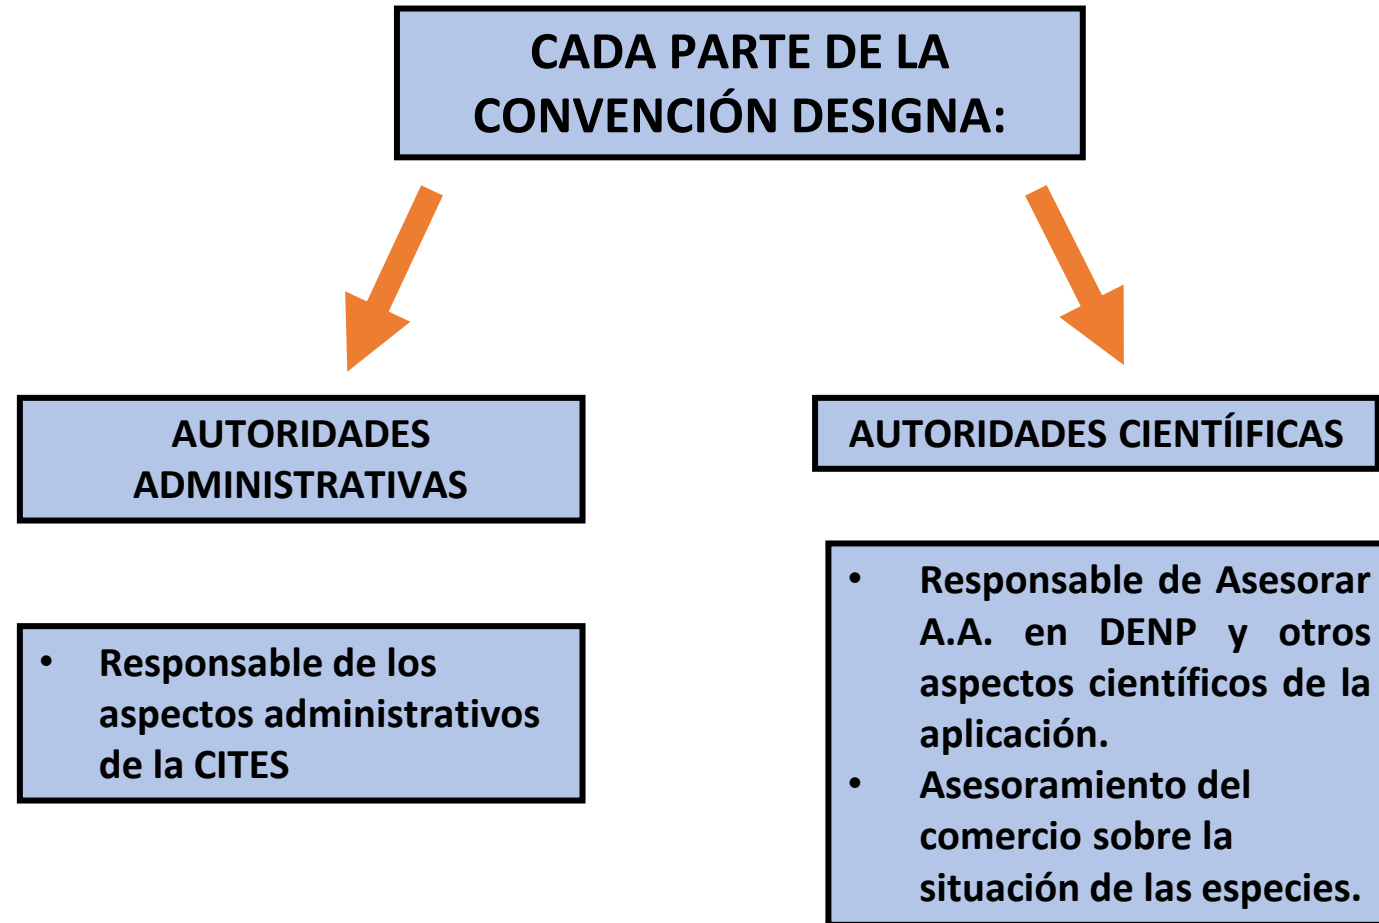 CADA PARTE DE LA
CONVENCIÓN DESIGNA:
AUTORIDADES
ADMINISTRATIVAS
• Responsable de los
aspectos administrativos
de la CITES
AUTORIDADES CIENTÍIFICAS
• Responsable de Asesorar
A.A. en DENP y otros
aspectos científicos de la
aplicación.
• Asesoramiento del
comercio sobre la
situación de las especies.